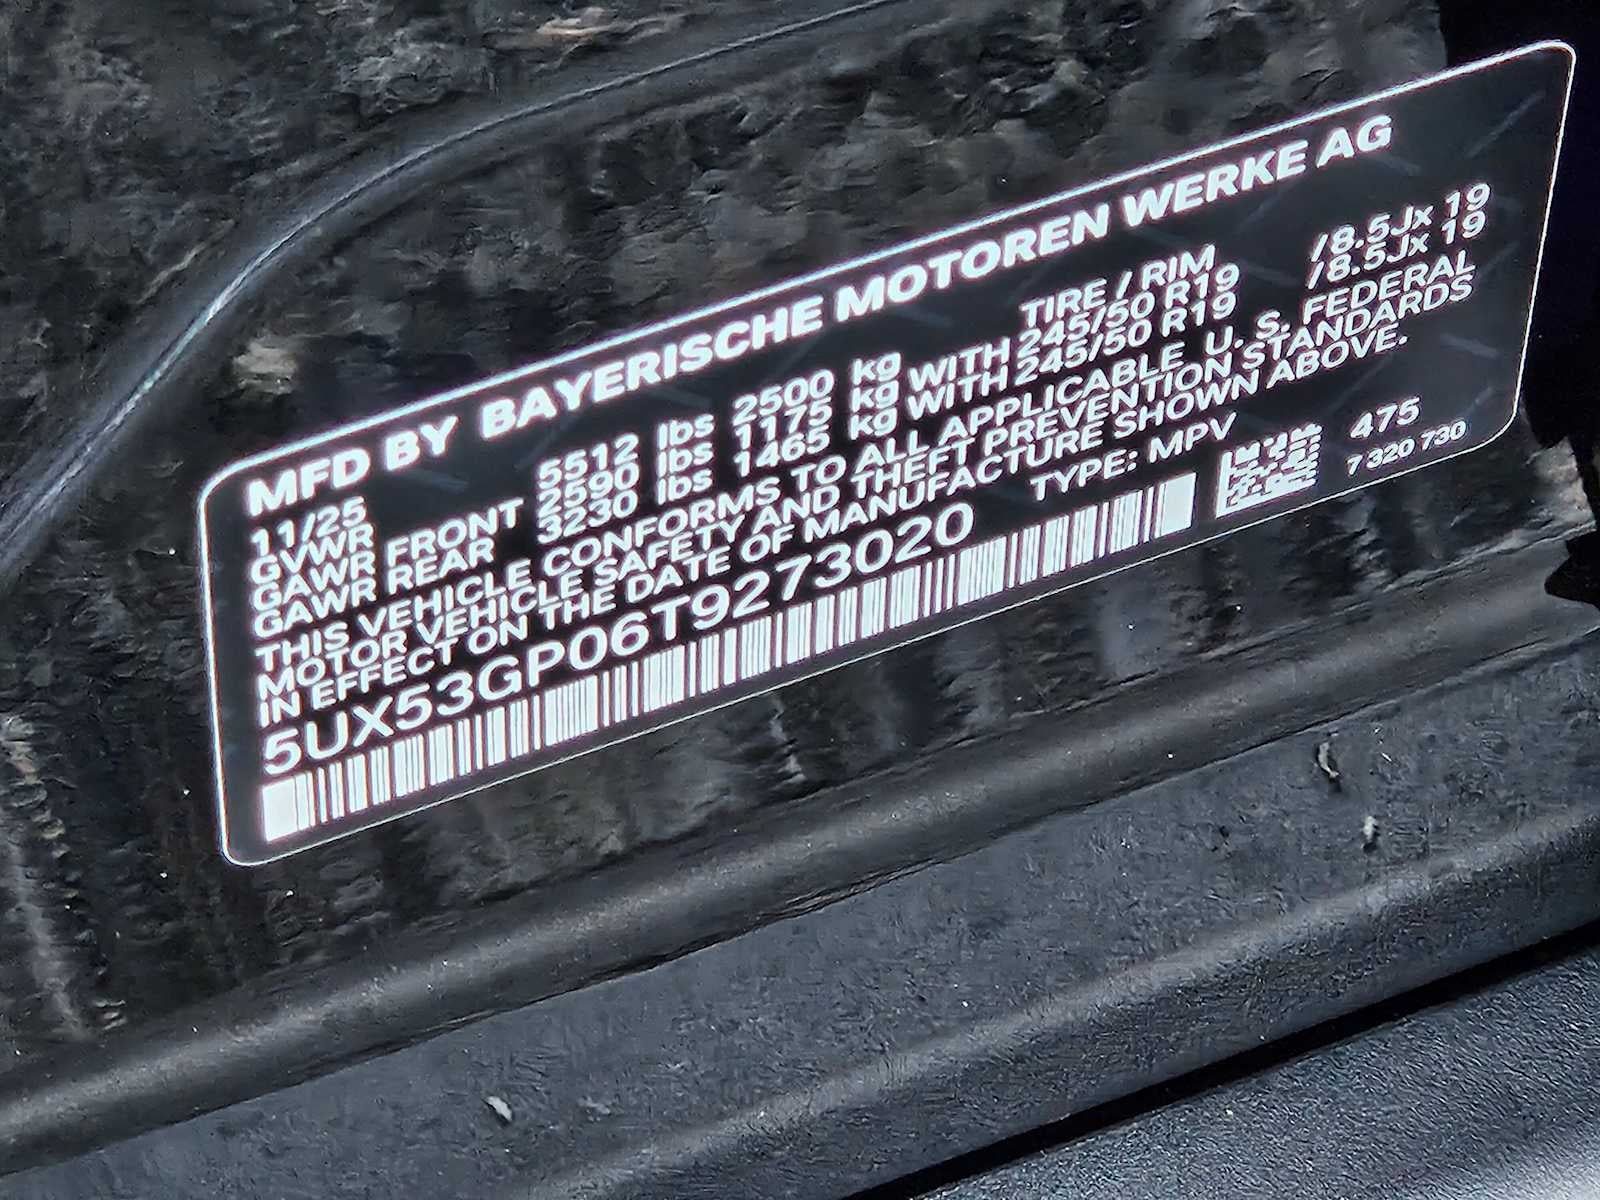 MFD BY BAYERISCHE MOTOREN WERKE AG
11/25 TIRE / RIM
GVWR 5512 lbs 2500 kg
GAWR FRONT 2590 lbs 1175 kg WITH 245/50 R19 /8.5Jx 19
GAWR REAR 3230 lbs 1465 kg WITH 245/50 R19 /8.5Jx 19
THIS VEHICLE CONFORMS TO ALL APPLICABLE U. S. FEDERAL
MOTOR VEHICLE SAFETY AND THEFT PREVENTION STANDARDS
IN EFFECT ON THE DATE OF MANUFACTURE SHOWN ABOVE.
5UX53GP06T9273020 TYPE: MPV 475
7 320 730